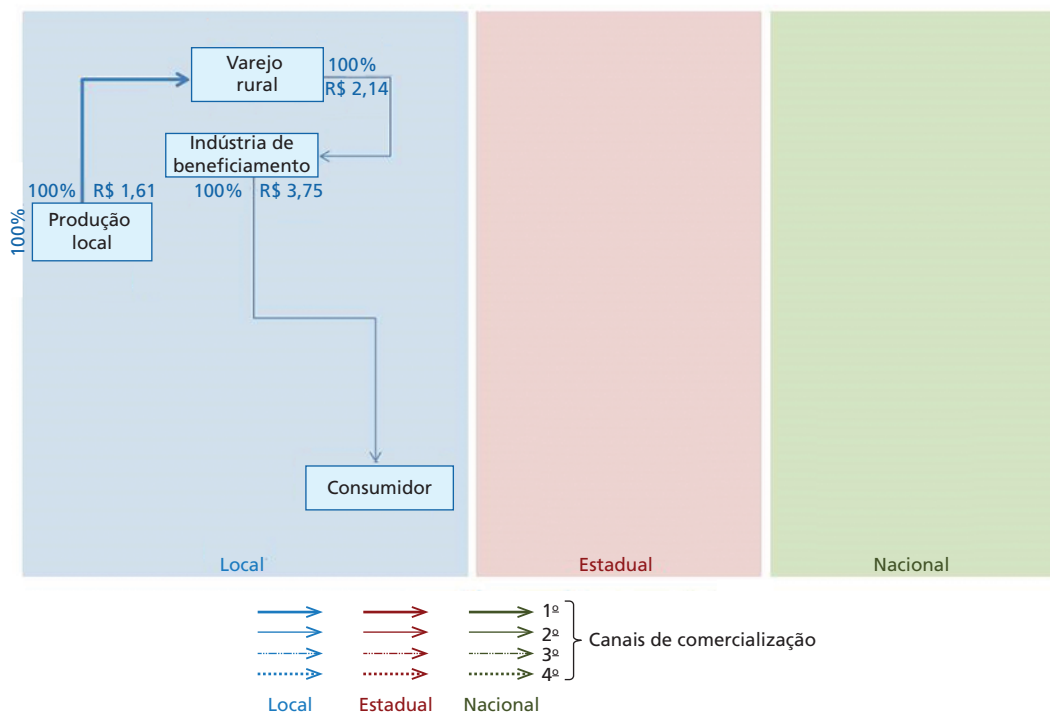 Varejo
rural
100%
R$ 2,14
Indústria de
beneficiamento
100% R$ 3,75
100% R$ 1,61
100%
Produção
local
Consumidor
Local
Estadual
Nacional
1º
2º
3º
4º
Canais de comercialização
Local
Estadual
Nacional